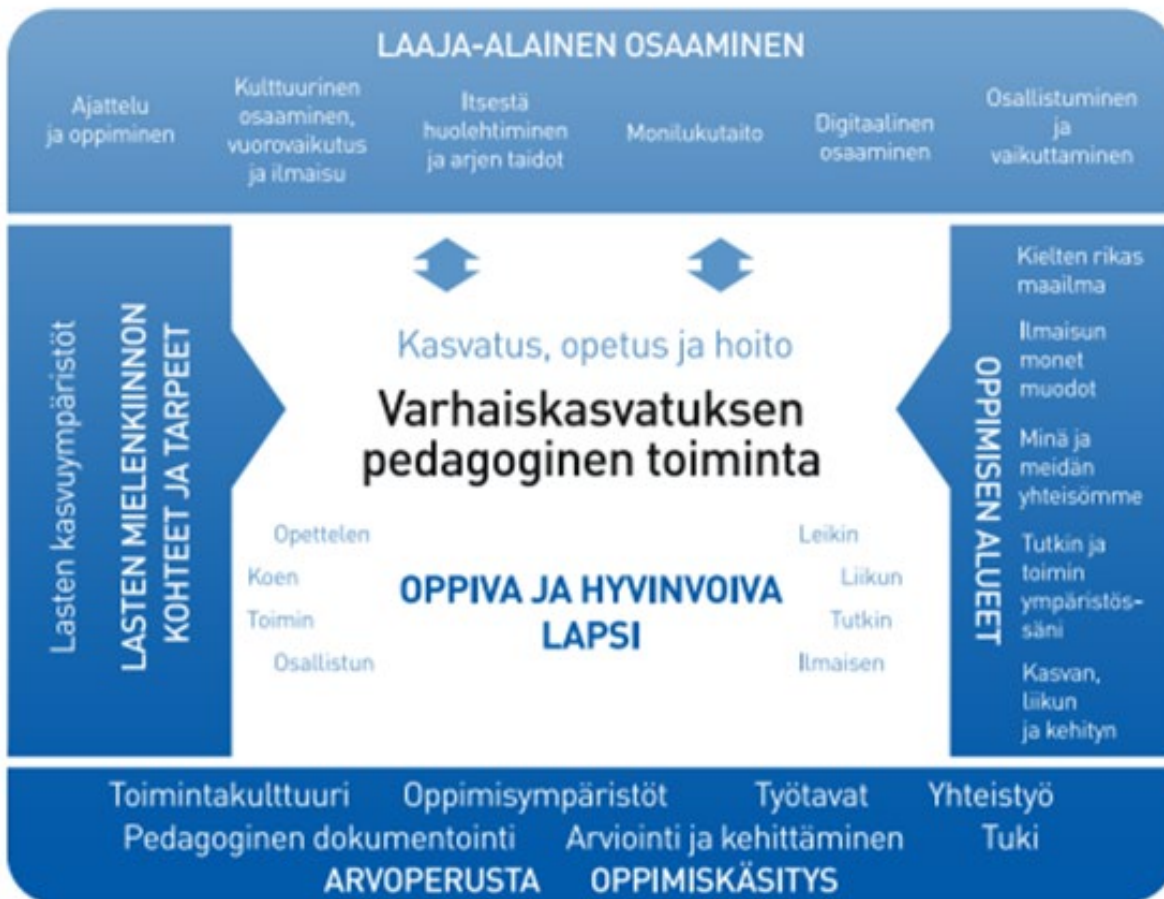 LAAJA-ALAINEN OSAAMINEN
Ajattelu
ja oppiminen
Kulttuurinen
osaaminen,
vuorovaikutus
ja ilmaisu
Itsestä
huolehtiminen
ja arjen taidot
Monilukutaito
Digitaalinen
osaaminen
Osallistuminen
ja
vaikuttaminen
Lasten kasvuympäristöt
LASTEN MIELENKIINNON
KOHTEET JA TARPEET
Kasvatus, opetus ja hoito
Varhaiskasvatuksen
pedagoginen toiminta
Opettelen
Koen
Toimin
Osallistun
OPPIVA JA HYVINVOIVA
LAPSI
Leikin
Liikun
Tutkin
Ilmaisen
OPPIMISEN ALUEET
Kielten rikas
maailma
Ilmaisun
monet
muodot
Minä ja
meidän
yhteisömme
Tutkin ja
toimin
ympäristös-
säni
Kasvan,
liikun
ja kehityn
Toimintakulttuuri Oppimisympäristöt Työtavat Yhteistyö
Pedagoginen dokumentointi Arviointi ja kehittäminen Tuki
ARVOPERUSTA OPPIMISKÄSITYS